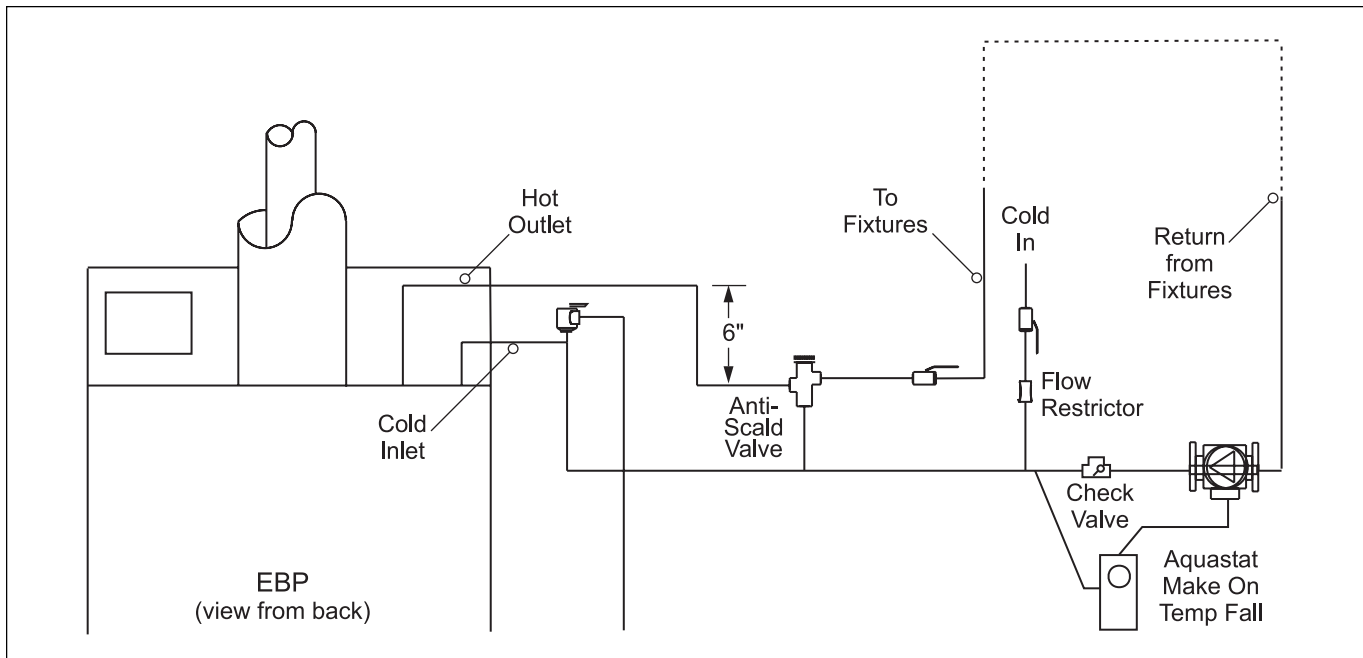 Hot
Outlet
To
Fixtures
Cold
In
Return
from
Fixtures
6"
Flow
Restrictor
Anti-
Scald
Valve
Cold
Inlet
Check
Valve
Aquastat
Make On
Temp Fall
EBP
(view from back)